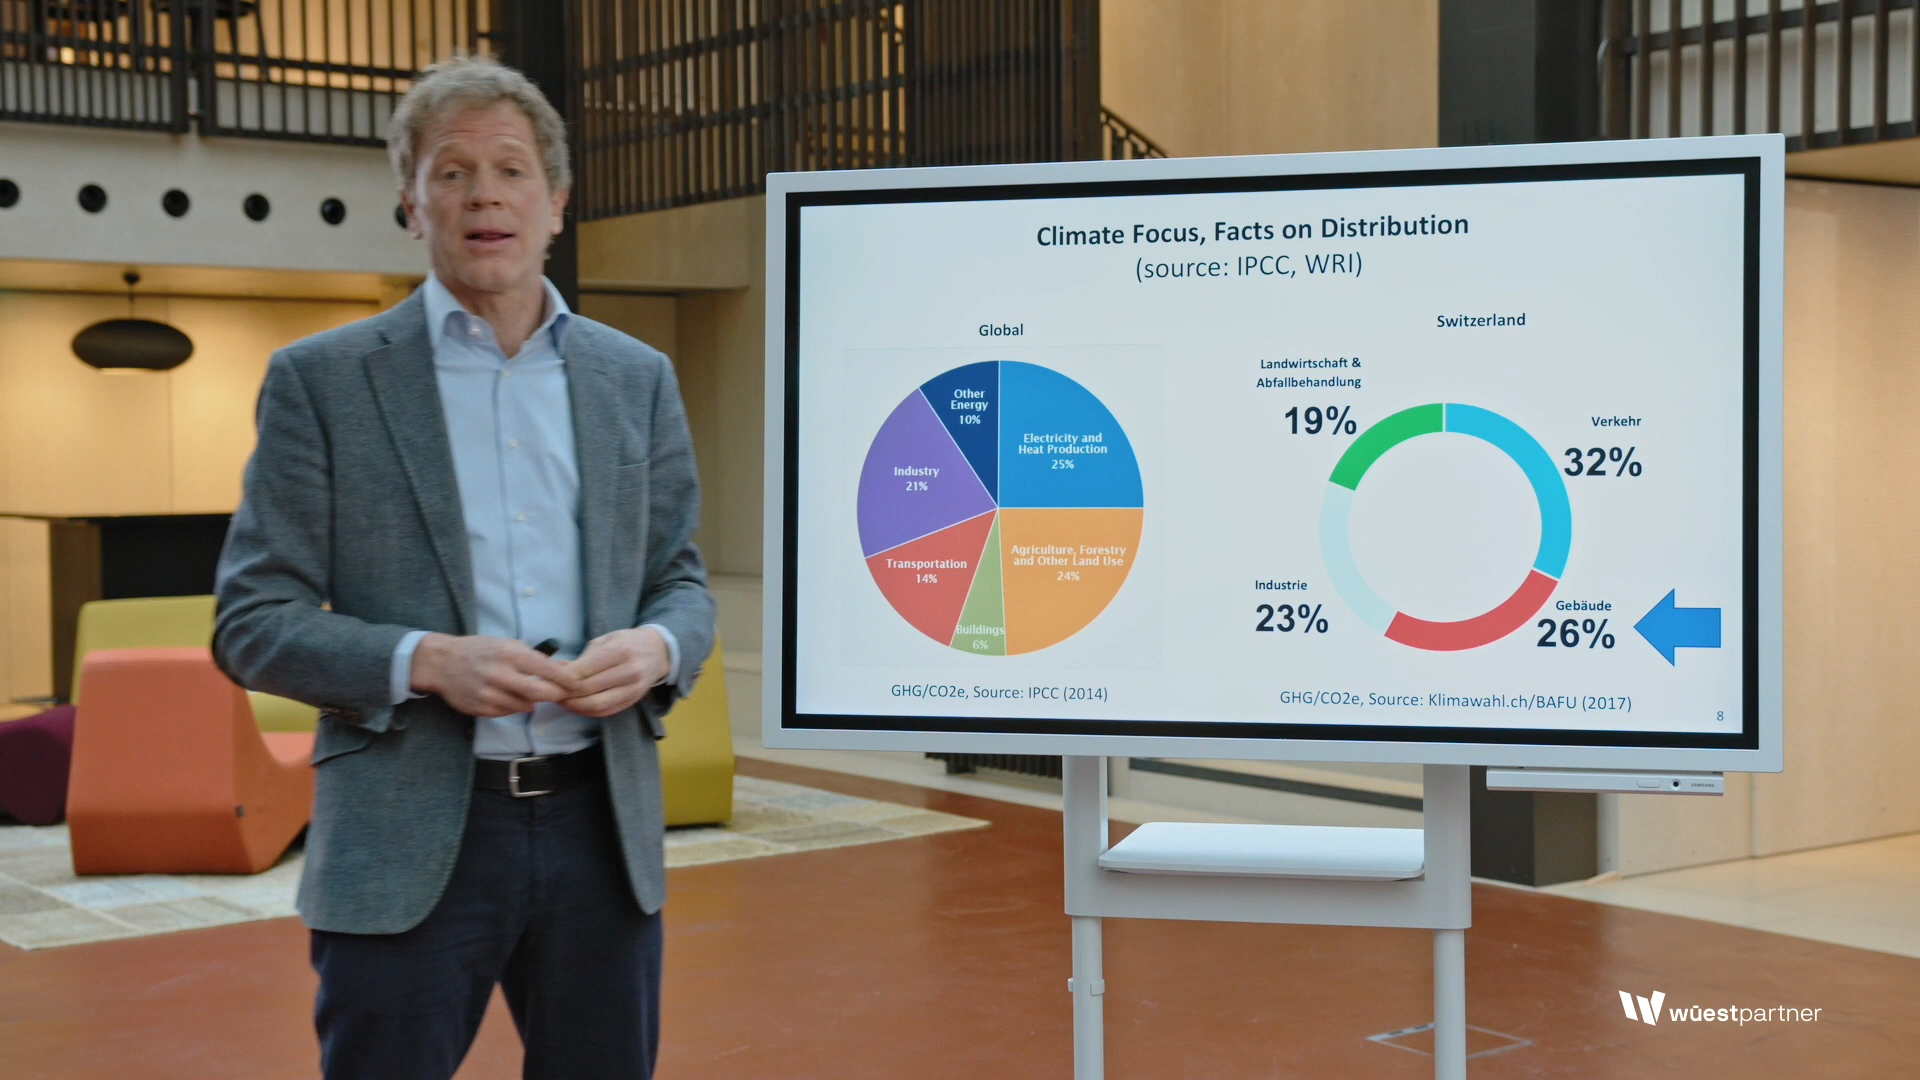 Climate Focus, Facts on Distribution
(source: IPCC, WRI)
Global
Other
Energy
10%
Electricity and
Heat Production
25%
Industry
21%
Agriculture, Forestry
and Other Land Use
24%
Transportation
14%
Buildings
6%
GHG/CO2e, Source: IPCC (2014)
Switzerland
Landwirtschaft &
Abfallbehandlung
19%
Verkehr
32%
Industrie
23%
Gebäude
26%
GHG/CO2e, Source: Klimawahl.ch/BAFU (2017)
8
SAMSUNG
wüestpartner